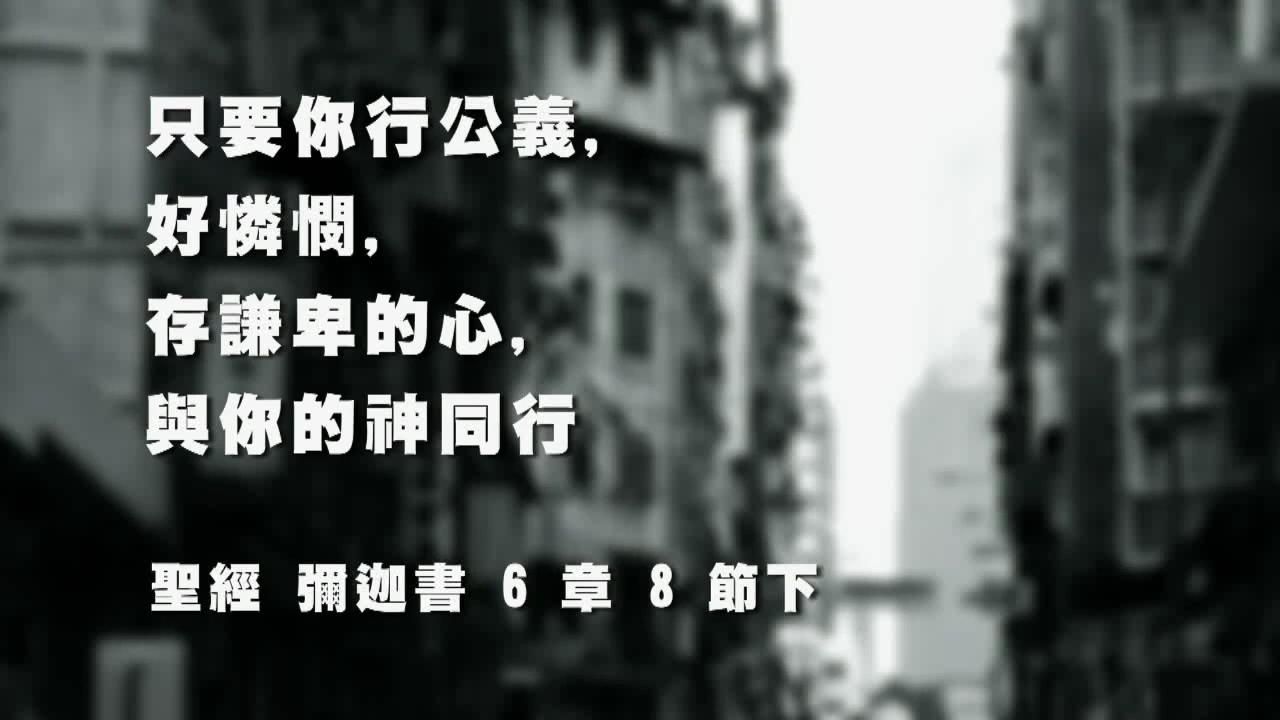 只要你行公義,
好憐憫,
存謙卑的心,
與你的神同行
聖經 彌迦書 6 章 8 節下